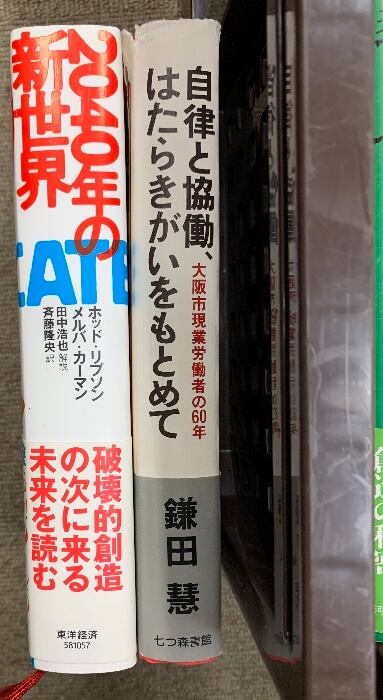 2040年の
新世界
CATE
ホッド・リプソン
メルバ・カーマン
田中浩也 解説
斉藤隆央 訳
破壊的創造
の次に来る
未来を読む
東洋経済
581057
自律と協働、
はたらきがいをもとめて
大阪市現業労働者の60年
鎌田 慧
七つ森書館